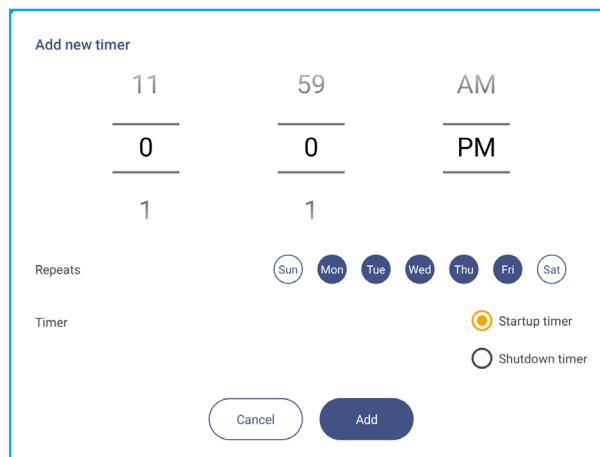 Add new timer
11 59 AM
0 0 PM
1 1
Repeats Sun Mon Tue Wed Thu Fri Sat
Timer Startup timer
Shutdown timer
Cancel Add